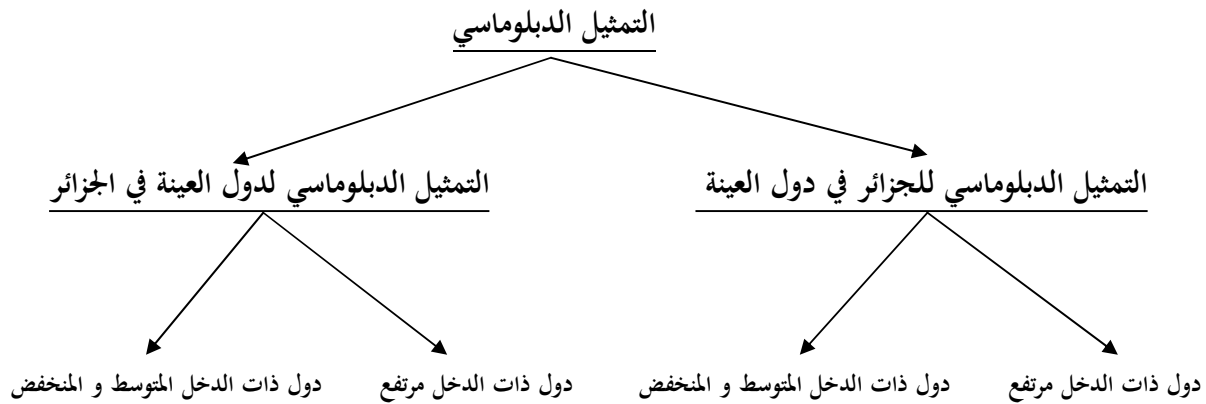 التمثيل الدبلوماسي
التمثيل الدبلوماسي للجزائر في دول العينة
التمثيل الدبلوماسي لدول العينة في الجزائر
دول ذات الدخل مرتفع
دول ذات الدخل المتوسط و المنخفض
دول ذات الدخل مرتفع
دول ذات الدخل المتوسط و المنخفض